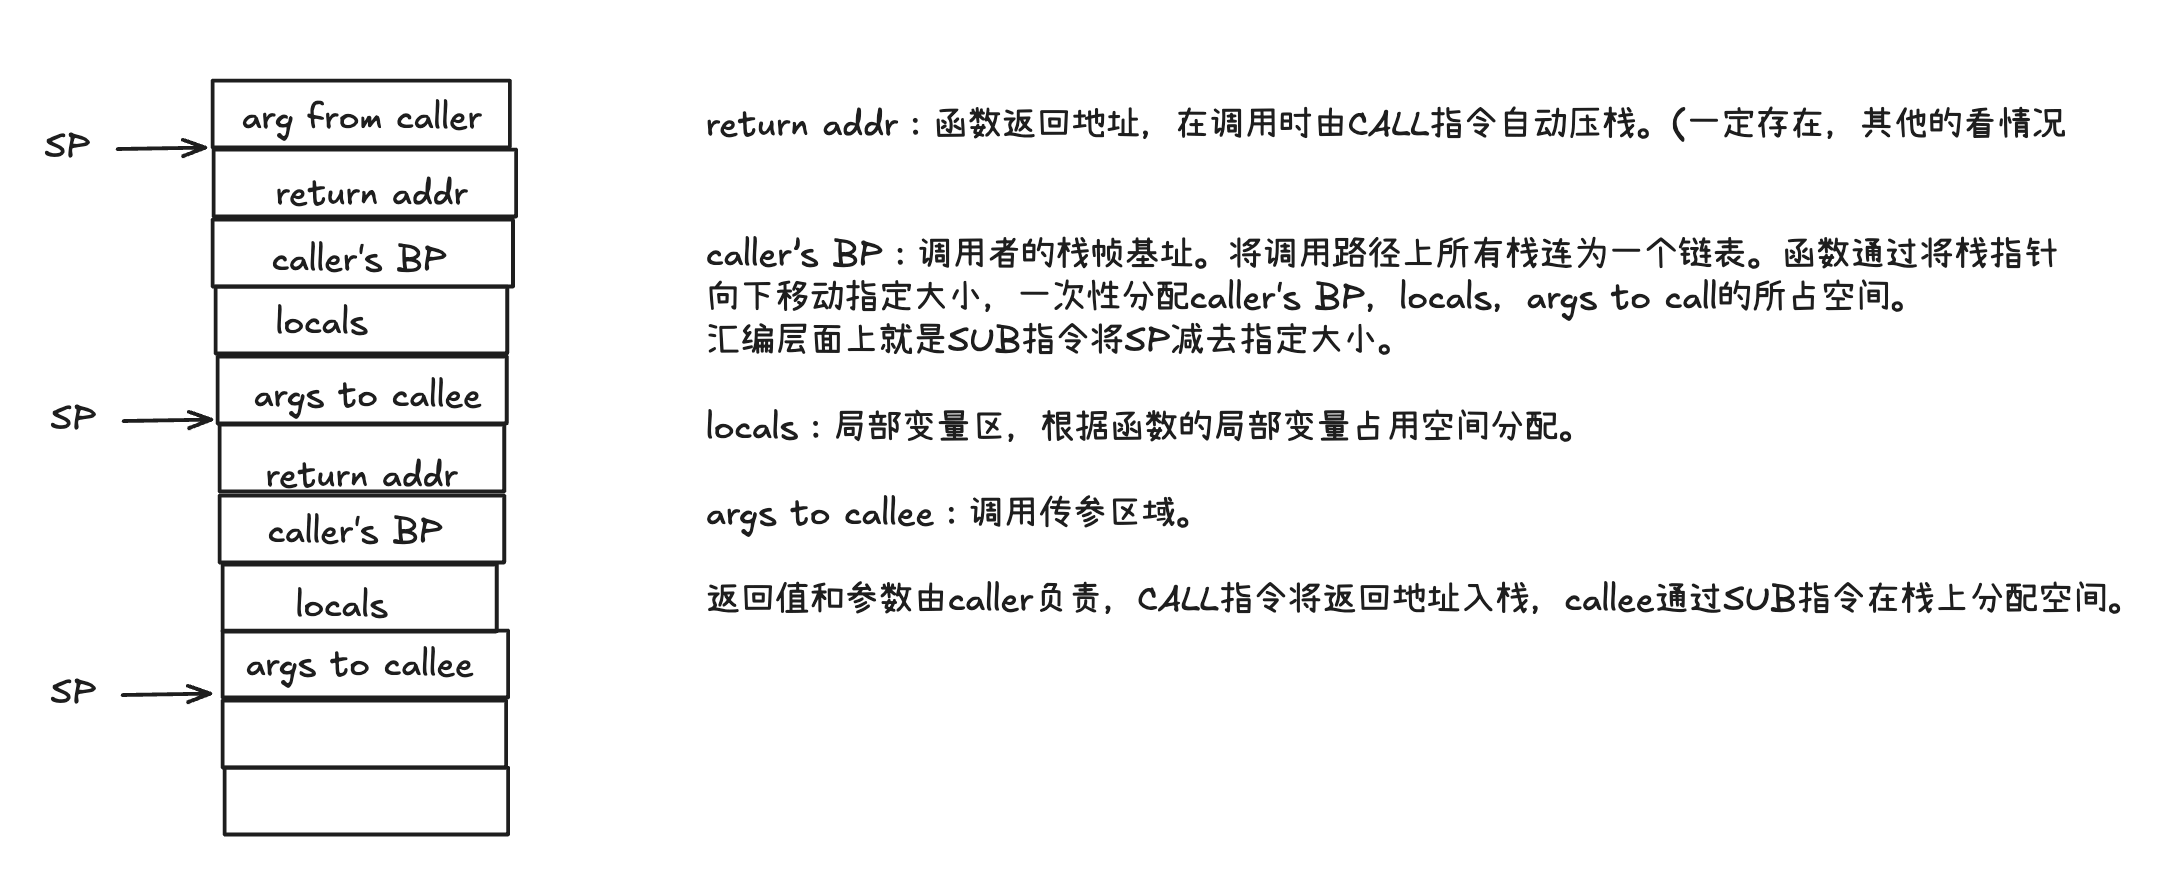 arg from caller
SP
return addr
caller's BP
locals
args to callee
SP
return addr
caller's BP
locals
args to callee
SP
return addr：函数返回地址，在调用时由CALL指令自动压栈。(一定存在，其他的看情况
caller's BP：调用者的栈帧基址。将调用路径上所有栈连为一个链表。函数通过将栈指针
向下移动指定大小，一次性分配caller's BP，locals，args to call的所占空间。
汇编层面上就是SUB指令将SP减去指定大小。
locals：局部变量区，根据函数的局部变量占用空间分配。
args to callee：调用传参区域。
返回值和参数由caller负责，CALL指令将返回地址入栈，callee通过SUB指令在栈上分配空间。